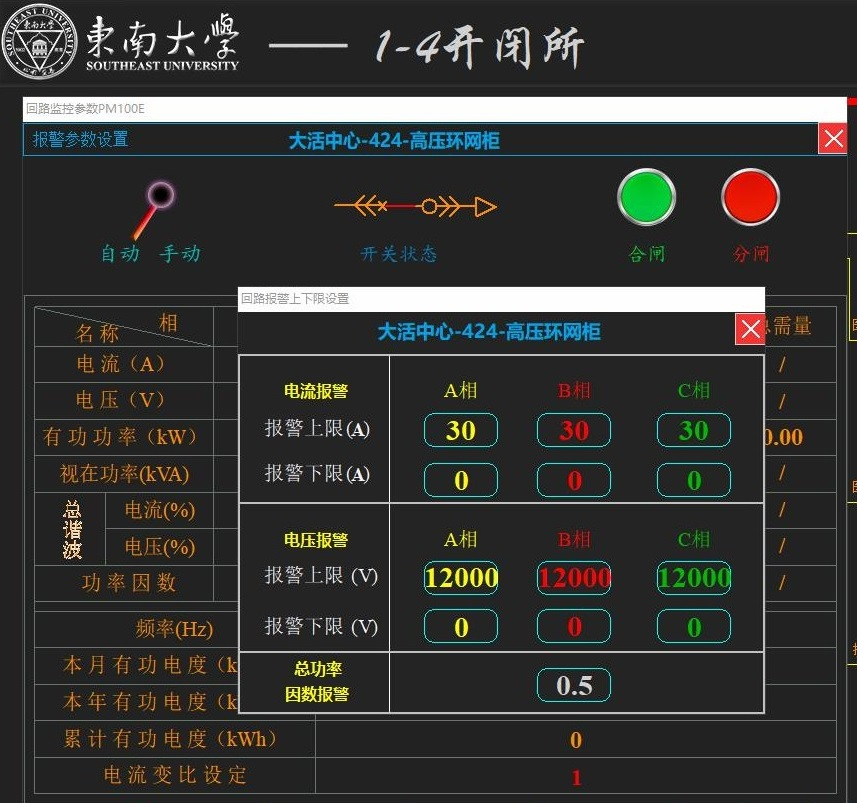 東南大學
SOUTHEAST UNIVERSITY
1-4开闭所
回路监控参数PM100E
报警参数设置
大活中心-424-高压环网柜
自动 手动
开关状态
合闸
分闸
回路报警上下限设置
大活中心-424-高压环网柜
相
名称
需量
电流(A)
/
电压(V)
/
有功功率(kW)
0.00
视在功率(kVA)
/
总谐波
电流(%)
/
电压(%)
/
功率因数
/
频率(Hz)
本月有功电度(k
本年有功电度(k
累计有功电度(kWh)
0
电流变比设定
1
电流报警 A相 B相 C相
报警上限(A) 30 30 30
报警下限(A) 0 0 0
电压报警 A相 B相 C相
报警上限 (V) 12000 12000 12000
报警下限 (V) 0 0 0
总功率
因数报警
0.5